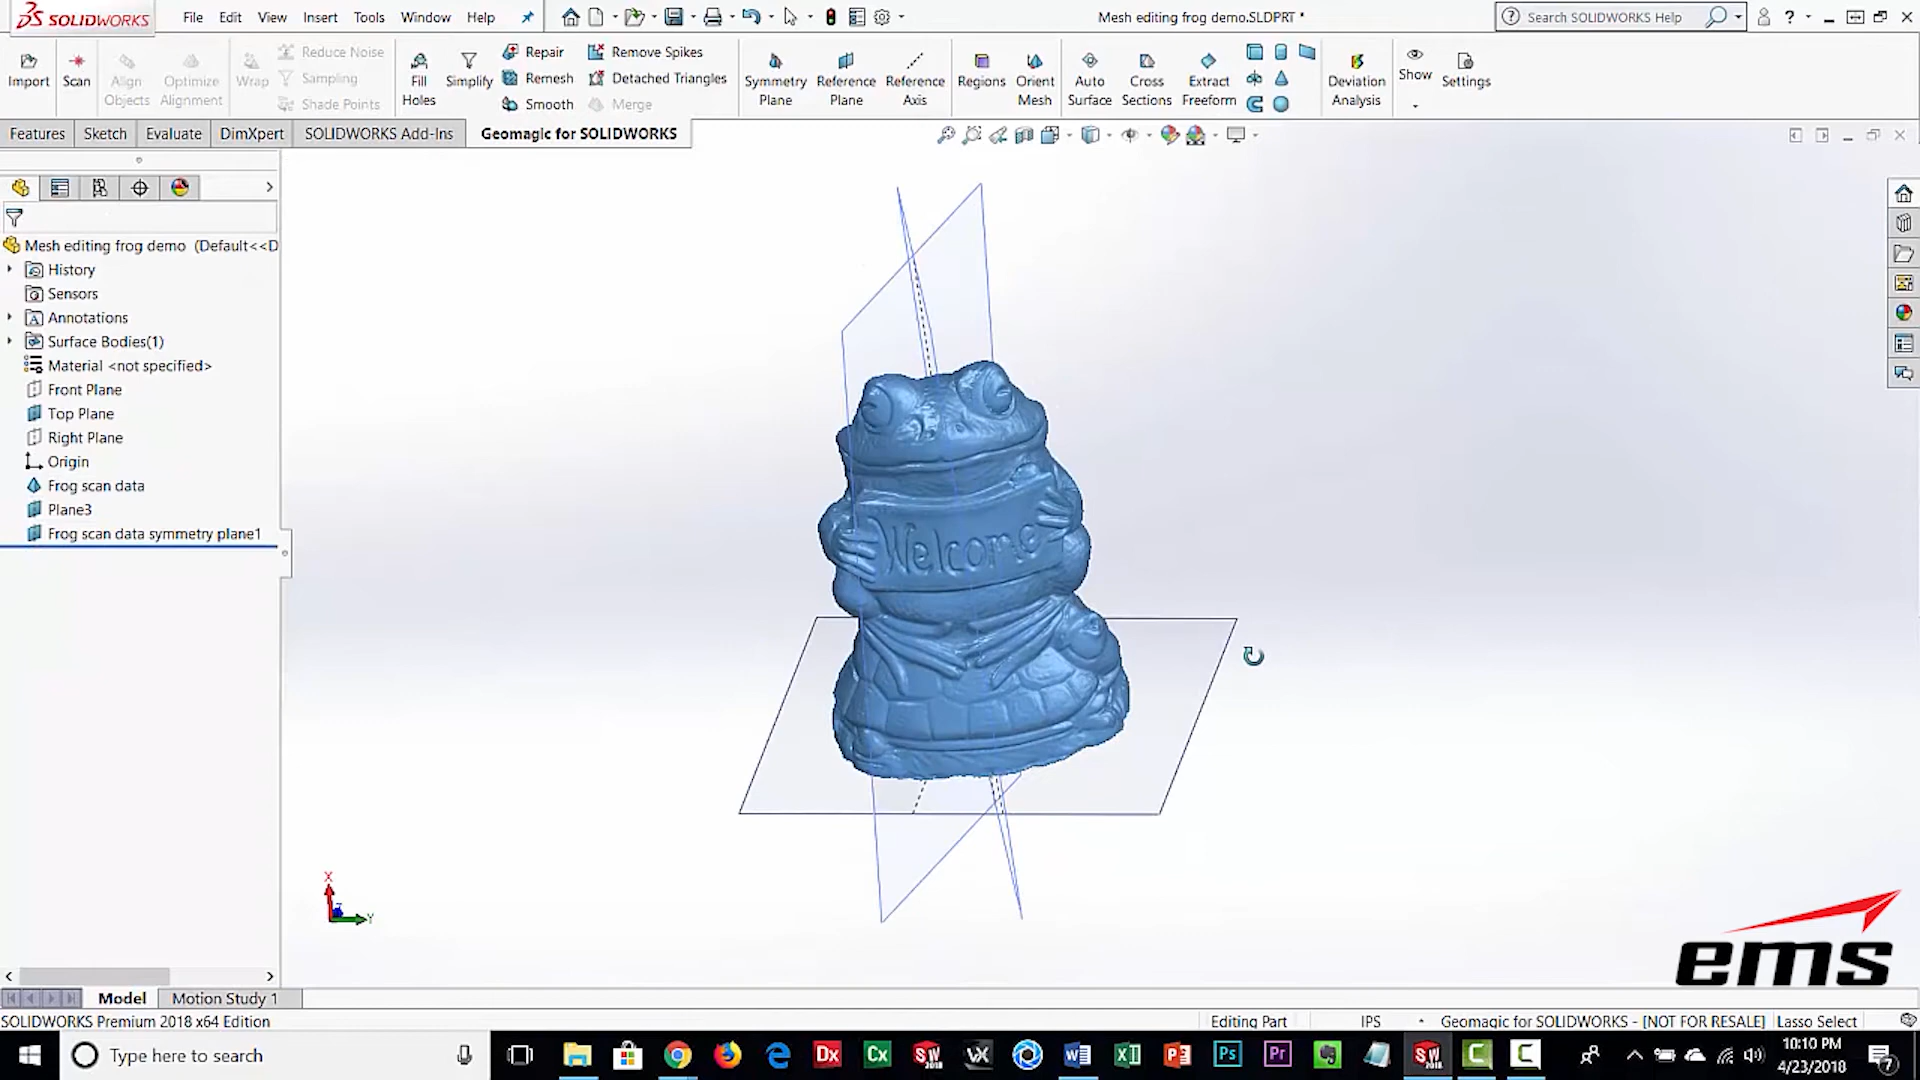 SOLIDWORKS File Edit View Insert Tools Window Help Mesh editing frog demo.SLDPRT * Search SOLIDWORKS Help ?
Import Scan Align Objects Optimize Alignment Wrap Reduce Noise Sampling Shade Points
Fill Holes Simplify Repair Remesh Smooth Remove Spikes Detached Triangles Merge
Symmetry Plane Reference Plane Reference Axis Regions Orient Mesh Auto Surface Cross Sections Extract Freeform Deviation Analysis Show Settings
Features Sketch Evaluate DimXpert SOLIDWORKS Add-Ins Geomagic for SOLIDWORKS
Mesh editing frog demo (Default<<D
History
Sensors
Annotations
Surface Bodies(1)
Material <not specified>
Front Plane
Top Plane
Right Plane
Origin
Frog scan data
Plane3
Frog scan data symmetry plane1
Welcome
X
Y
ems
Model Motion Study 1
SOLIDWORKS Premium 2018 x64 Edition Editing Part IPS Geomagic for SOLIDWORKS - [NOT FOR RESALE] Lasso Select
Type here to search
10:10 PM
4/23/2018